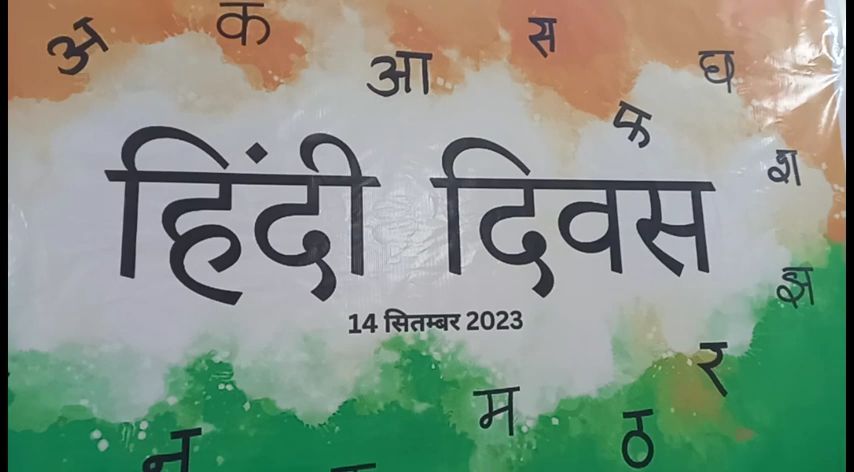 अ
क
आ
स
घ
फ
श
हिंदी दिवस
क्ष
14 सितम्बर 2023
र
म
ठ
न